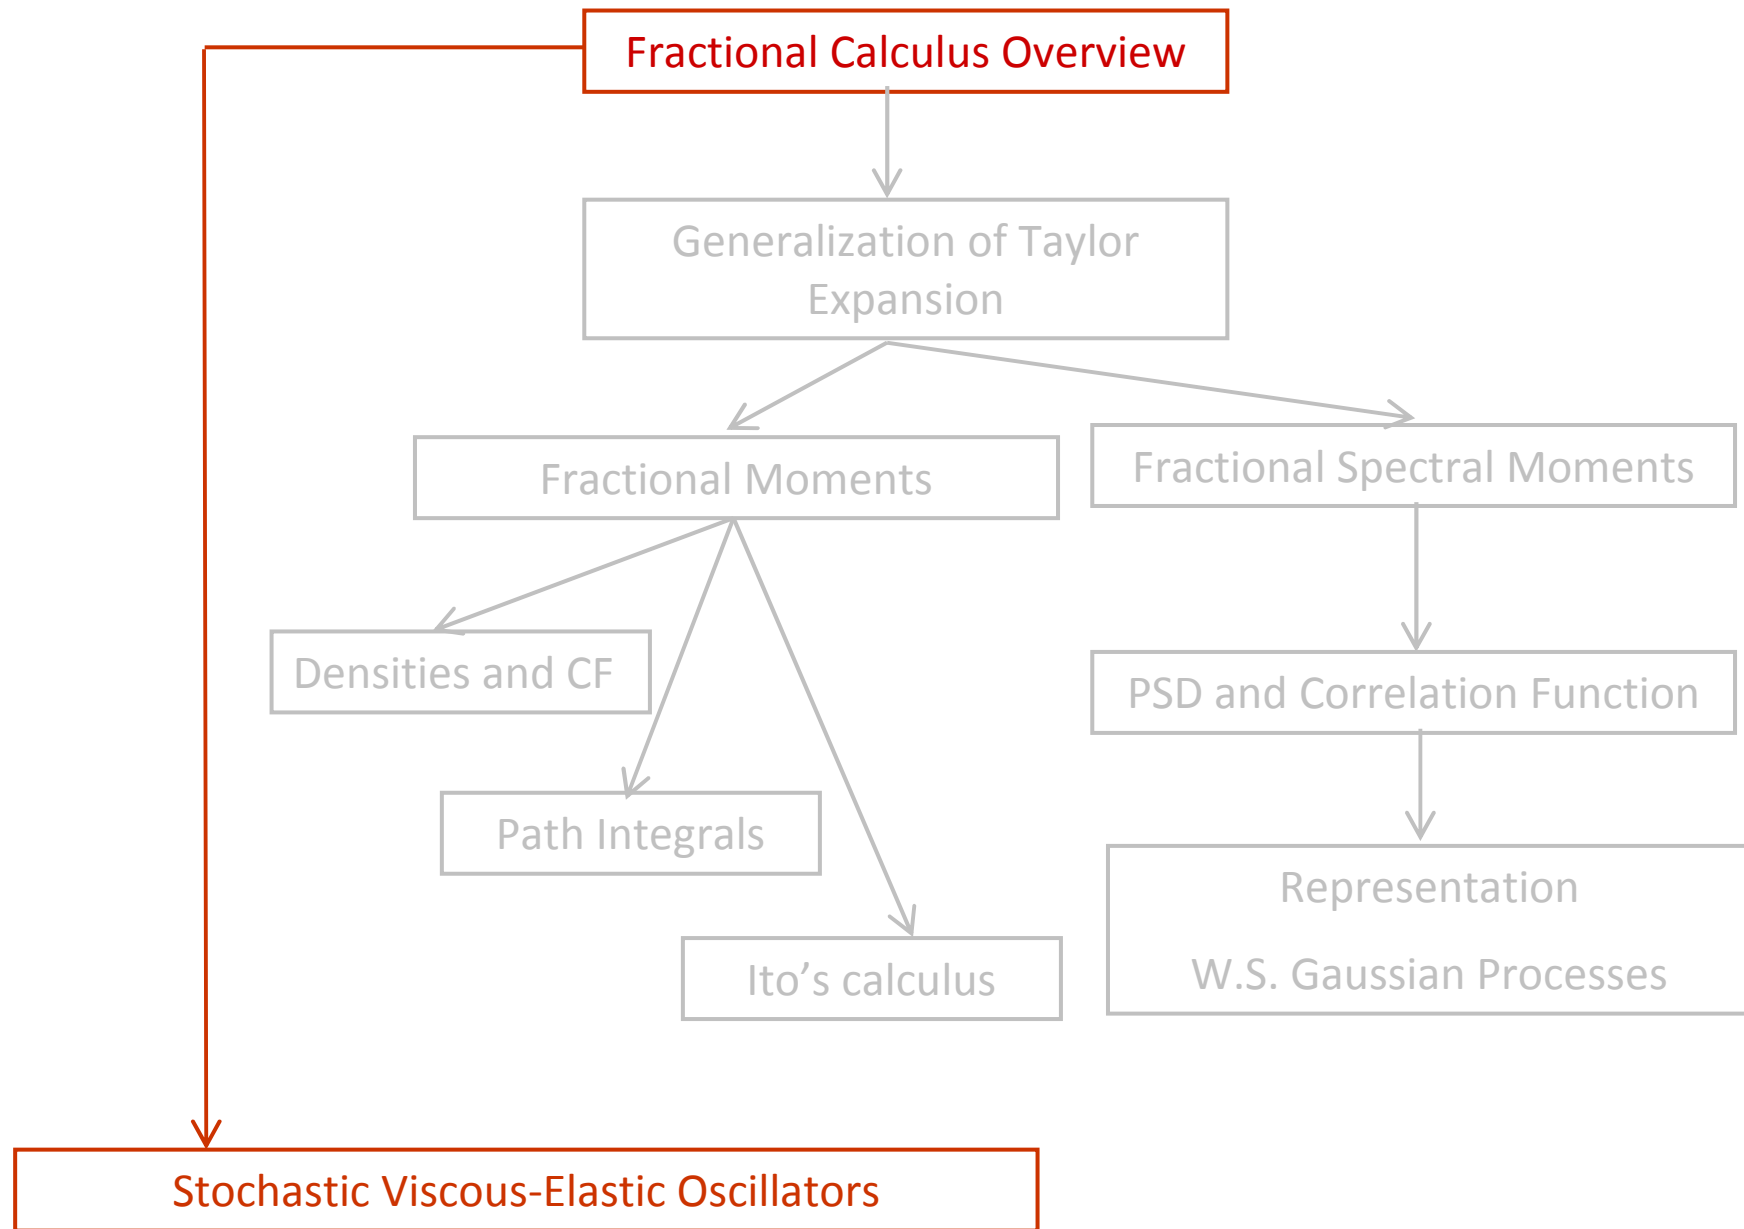 Fractional Calculus Overview
Generalization of Taylor
Expansion
Fractional Moments
Fractional Spectral Moments
Densities and CF
PSD and Correlation Function
Path Integrals
Representation
W.S. Gaussian Processes
Ito’s calculus
Stochastic Viscous-Elastic Oscillators